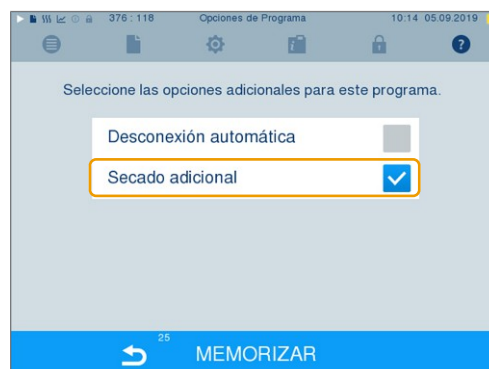 376 : 118 Opciones de Programa 10:14 05.09.2019
?
Seleccione las opciones adicionales para este programa.
Desconexión automática
Secado adicional
25
MEMORIZAR